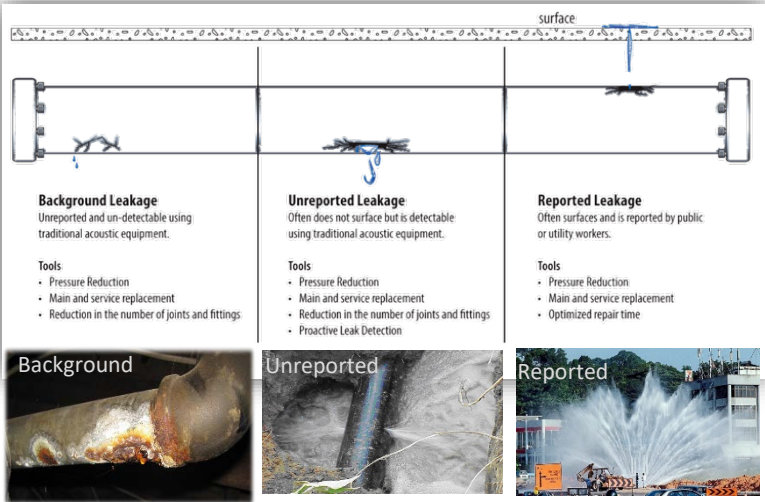 surface
Background Leakage
Unreported and un-detectable using
traditional acoustic equipment.
Tools
• Pressure Reduction
• Main and service replacement
• Reduction in the number of joints and fittings
Unreported Leakage
Often does not surface but is detectable
using traditional acoustic equipment.
Tools
• Pressure Reduction
• Main and service replacement
• Reduction in the number of joints and fittings
• Proactive Leak Detection
Reported Leakage
Often surfaces and is reported by public
or utility workers.
Tools
• Pressure Reduction
• Main and service replacement
• Optimized repair time
Background
Unreported
Reported